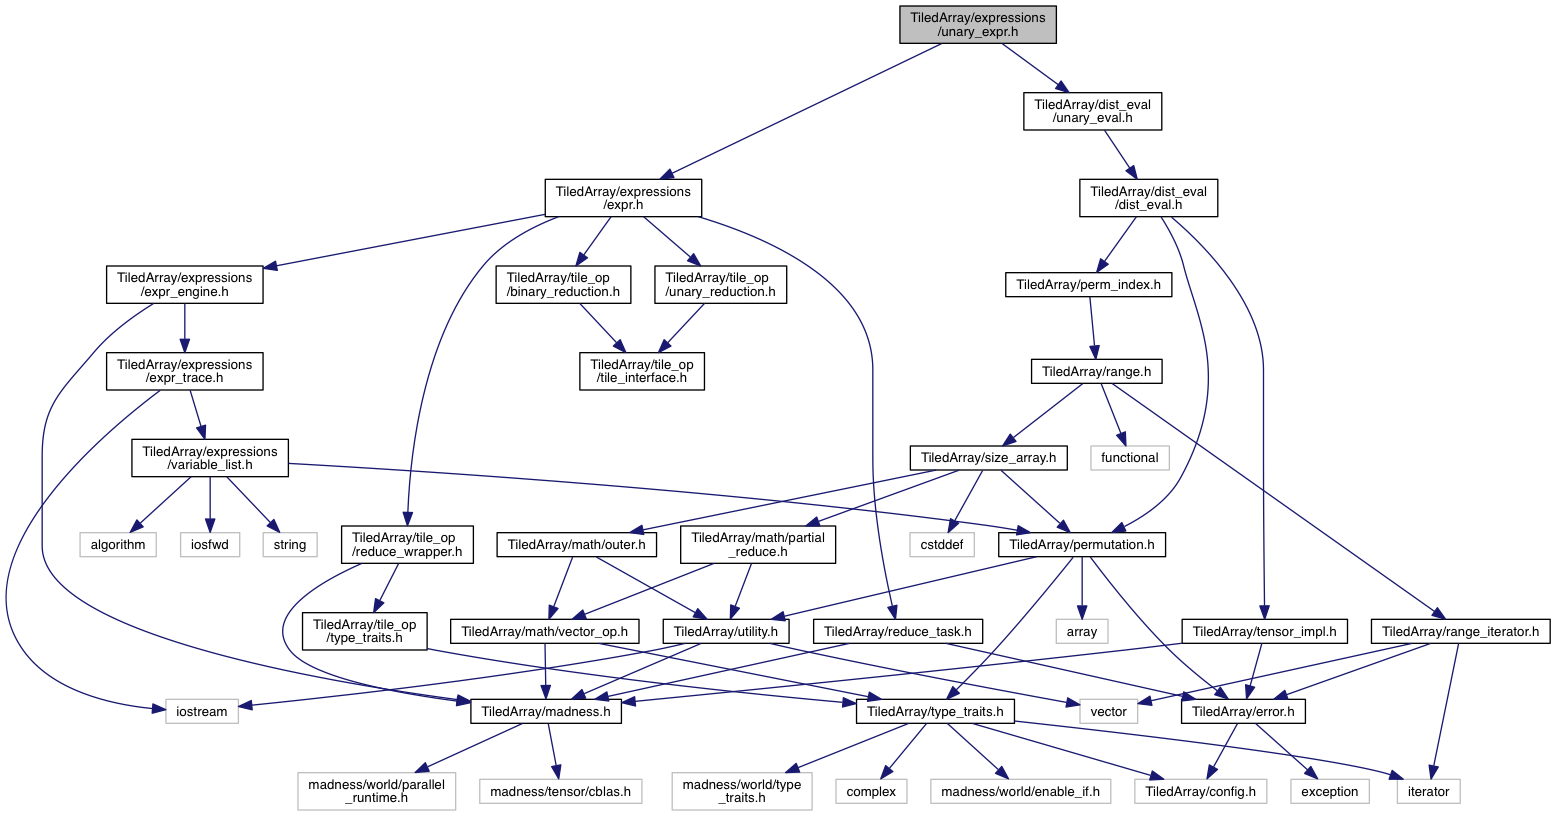 TiledArray/expressions
/unary_expr.h
TiledArray/dist_eval
/unary_eval.h
TiledArray/expressions
/expr.h
TiledArray/dist_eval
/dist_eval.h
TiledArray/expressions
/expr_engine.h
TiledArray/tile_op
/binary_reduction.h
TiledArray/tile_op
/unary_reduction.h
TiledArray/perm_index.h
TiledArray/expressions
/expr_trace.h
TiledArray/tile_op
/tile_interface.h
TiledArray/range.h
TiledArray/expressions
/variable_list.h
TiledArray/size_array.h
functional
algorithm
iosfwd
string
TiledArray/tile_op
/reduce_wrapper.h
TiledArray/math/outer.h
TiledArray/math/partial
_reduce.h
cstddef
TiledArray/permutation.h
TiledArray/tile_op
/type_traits.h
TiledArray/math/vector_op.h
TiledArray/utility.h
TiledArray/reduce_task.h
array
TiledArray/tensor_impl.h
TiledArray/range_iterator.h
iostream
TiledArray/madness.h
TiledArray/type_traits.h
vector
TiledArray/error.h
madness/world/parallel
_runtime.h
madness/tensor/cblas.h
madness/world/type
_traits.h
complex
madness/world/enable_if.h
TiledArray/config.h
exception
iterator